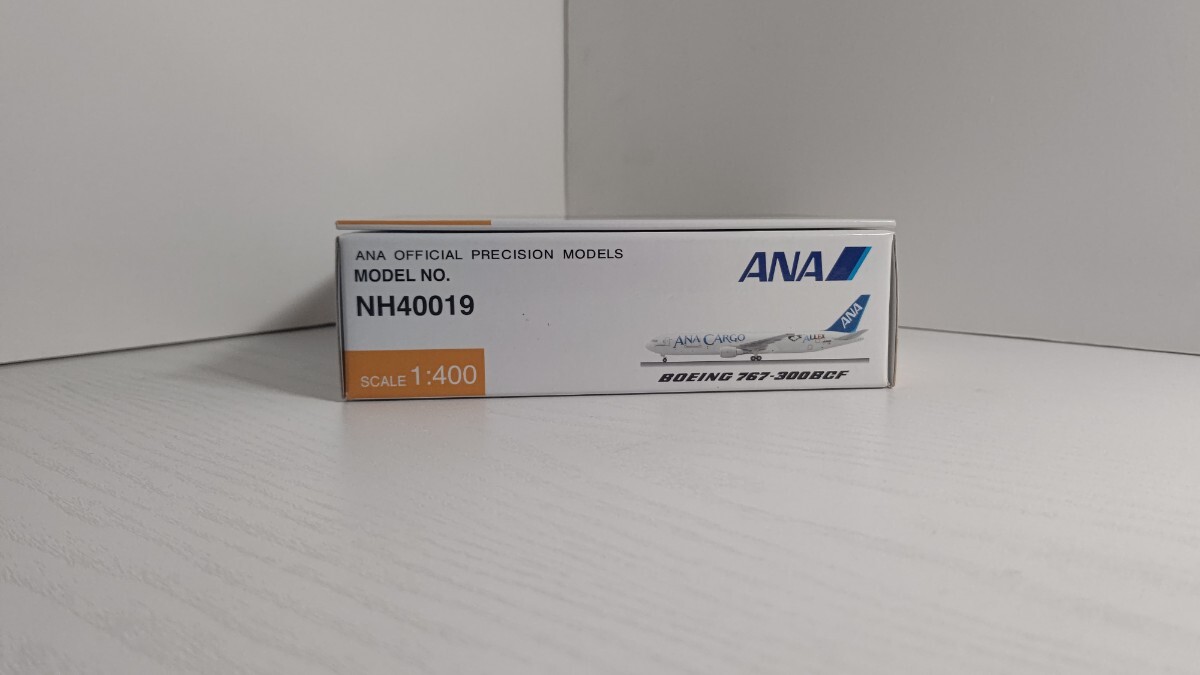 ANA OFFICIAL PRECISION MODELS
MODEL NO.
NH40019
SCALE 1:400
ANA
ANA
ANA CARGO
BOEING 767-300BCF